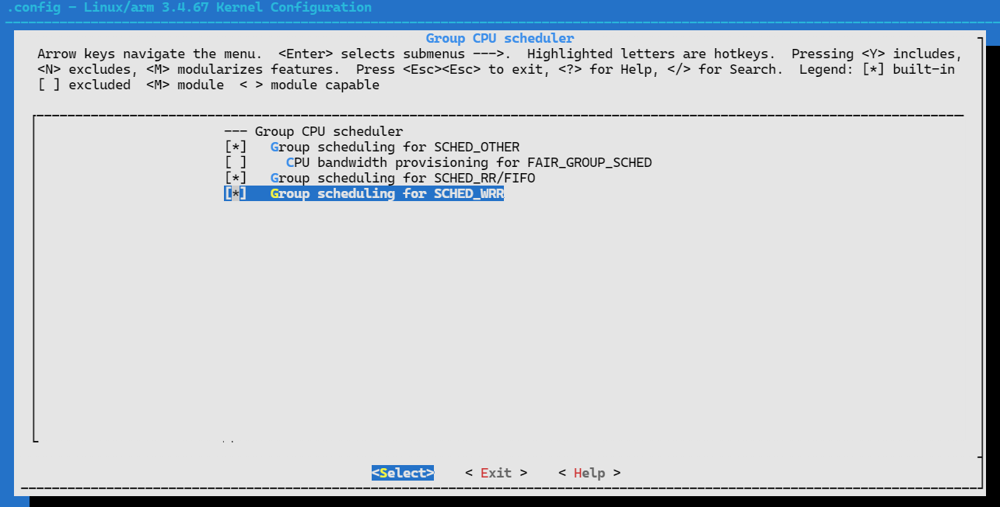 .config - Linux/arm 3.4.67 Kernel Configuration
Group CPU scheduler
Arrow keys navigate the menu.  <Enter> selects submenus --->.  Highlighted letters are hotkeys.  Pressing <Y> includes,
<N> excludes, <M> modularizes features.  Press <Esc><Esc> to exit, <?> for Help, </> for Search.  Legend: [*] built-in
[ ] excluded  <M> module  < > module capable
--- Group CPU scheduler
[*]   Group scheduling for SCHED_OTHER
[ ]     CPU bandwidth provisioning for FAIR_GROUP_SCHED
[*]   Group scheduling for SCHED_RR/FIFO
[*]   Group scheduling for SCHED_WRR
<Select>    < Exit >    < Help >